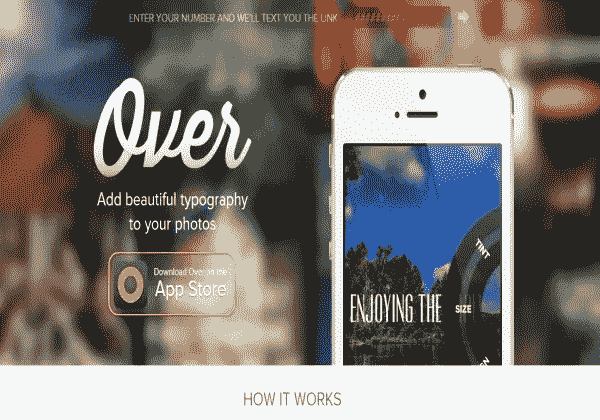 ENTER YOUR NUMBER AND WE'LL TEXT YOU THE LINK
Over
Add beautiful typography
to your photos
Download Over on the
App Store
TINT
ENJOYING THE
SIZE
HOW IT WORKS